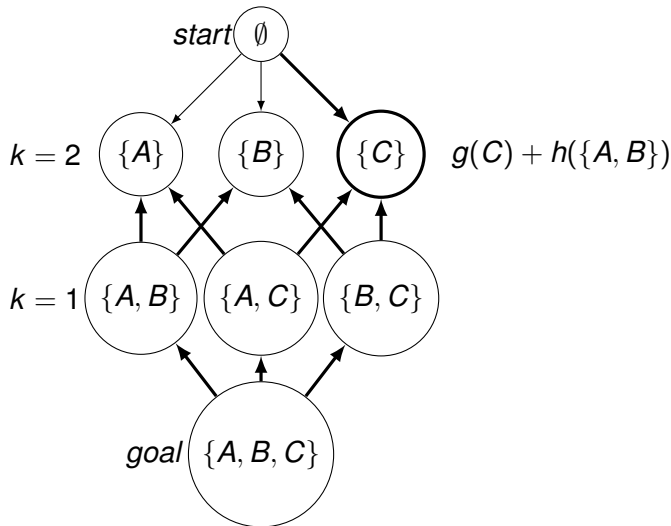 start ∅
k = 2 {A} {B} {C} g(C) + h({A, B})
k = 1 {A, B} {A, C} {B, C}
goal {A, B, C}